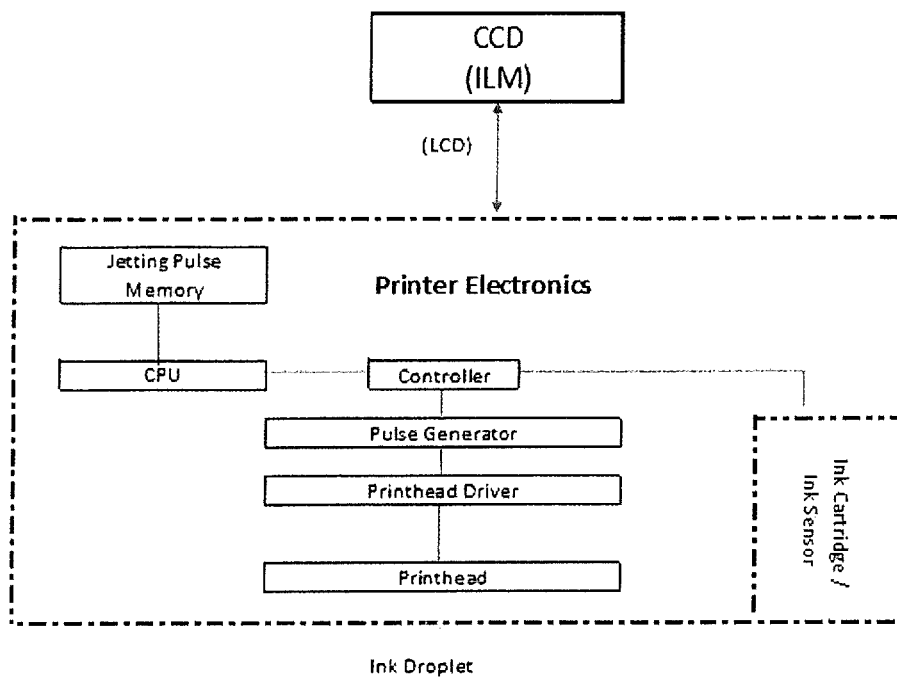 CCD
(ILM)
(LCD)
Jetting Pulse
Memory
Printer Electronics
CPU
Controller
Pulse Generator
Printhead Driver
Printhead
Ink Cartridge /
Ink Sensor
Ink Droplet